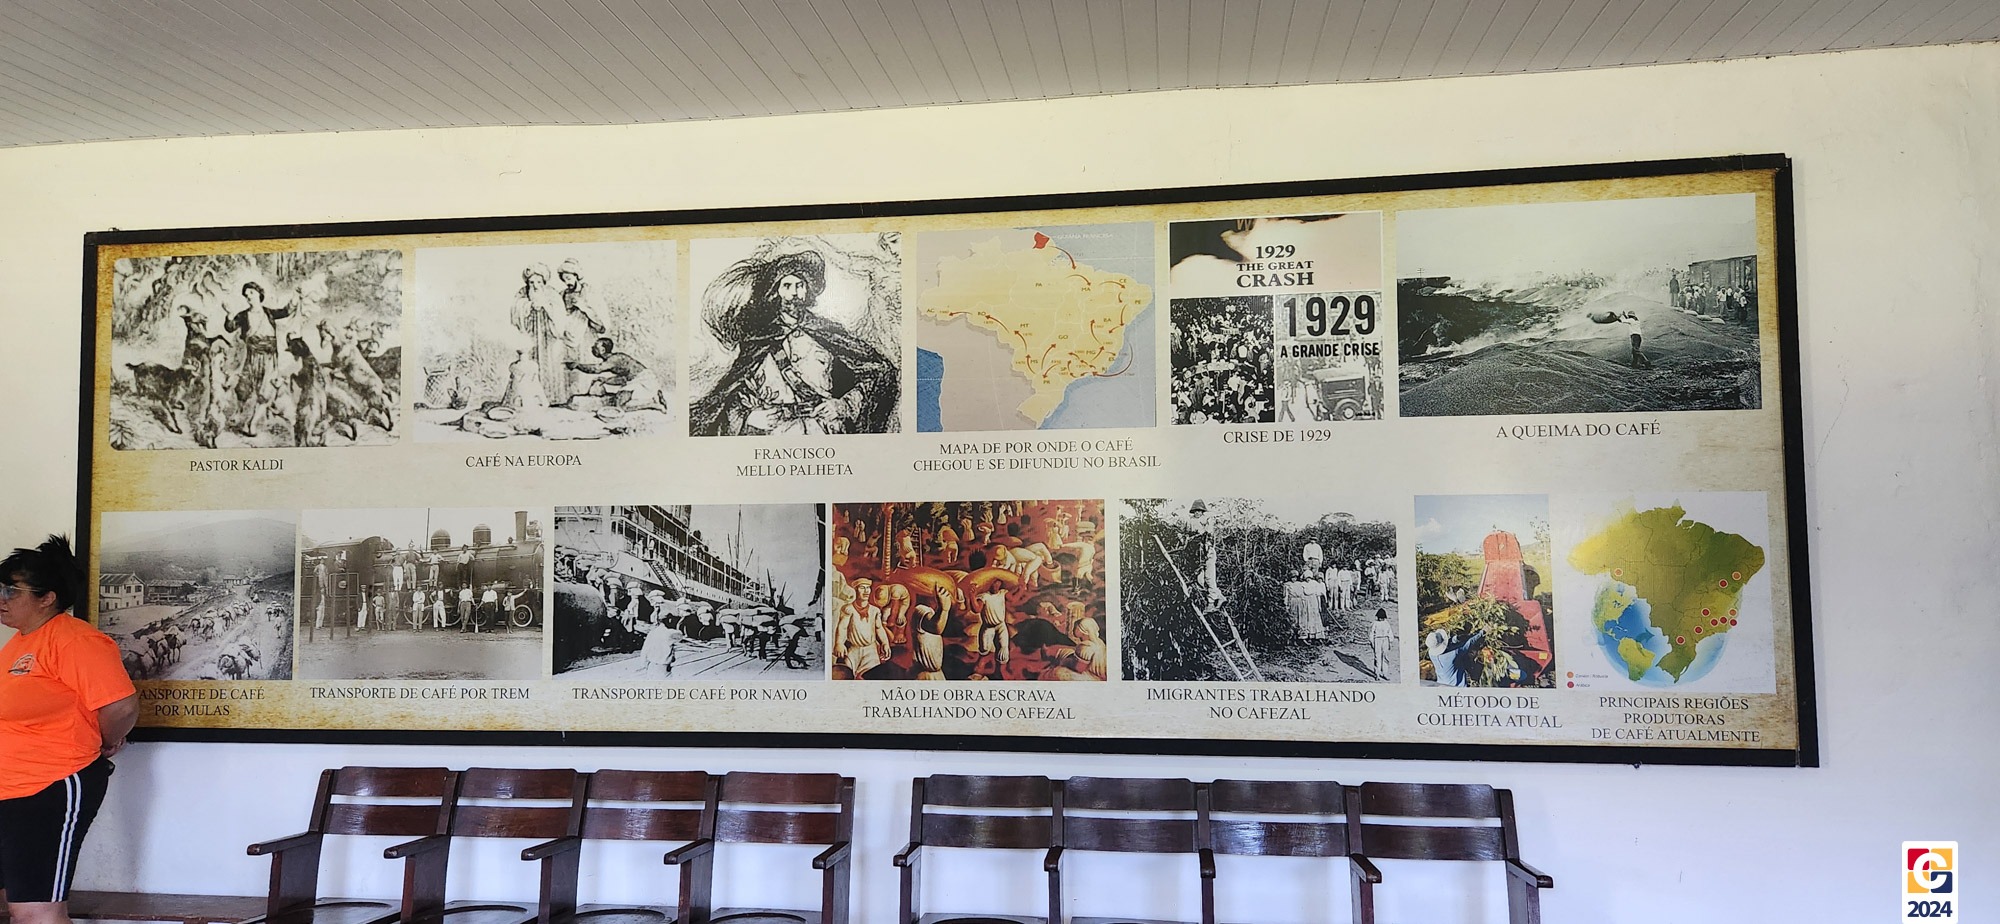 1929
THE GREAT
CRASH
1929
A GRANDE CRISE
PASTOR KALDI
CAFÉ NA EUROPA
FRANCISCO
MELLO PALHETA
MAPA DE POR ONDE O CAFÉ
CHEGOU E SE DIFUNDIU NO BRASIL
CRISE DE 1929
A QUEIMA DO CAFÉ
ANSPORTE DE CAFÉ
POR MULAS
TRANSPORTE DE CAFÉ POR TREM
TRANSPORTE DE CAFÉ POR NAVIO
MÃO DE OBRA ESCRAVA
TRABALHANDO NO CAFEZAL
IMIGRANTES TRABALHANDO
NO CAFEZAL
MÉTODO DE
COLHEITA ATUAL
PRINCIPAIS REGIÕES
PRODUTORAS
DE CAFÉ ATUALMENTE
2024